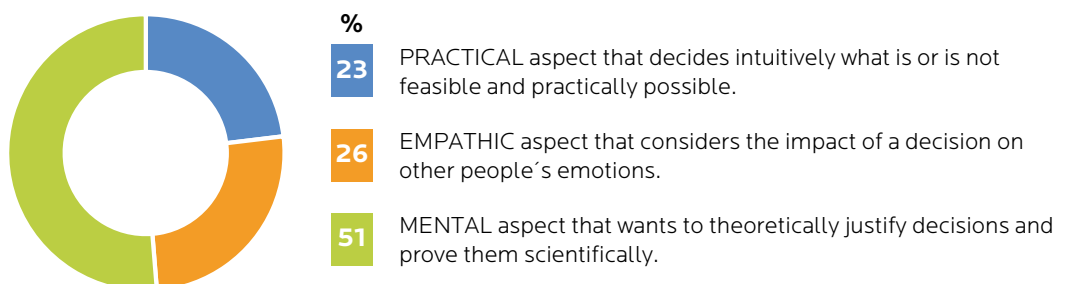 %
23
PRACTICAL aspect that decides intuitively what is or is not
feasible and practically possible.
26
EMPATHIC aspect that considers the impact of a decision on
other people´s emotions.
51
MENTAL aspect that wants to theoretically justify decisions and
prove them scientifically.